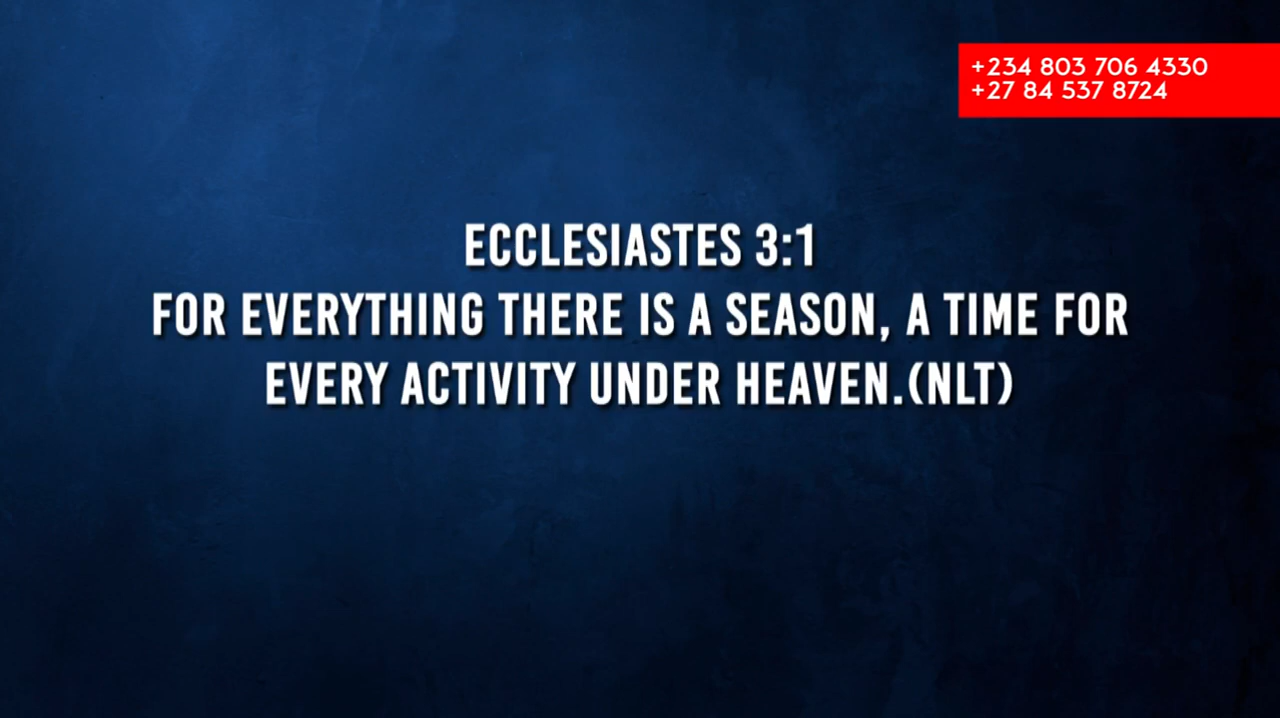 +234 803 706 4330
+27 84 537 8724
ECCLESIASTES 3:1
FOR EVERYTHING THERE IS A SEASON, A TIME FOR
EVERY ACTIVITY UNDER HEAVEN.(NLT)